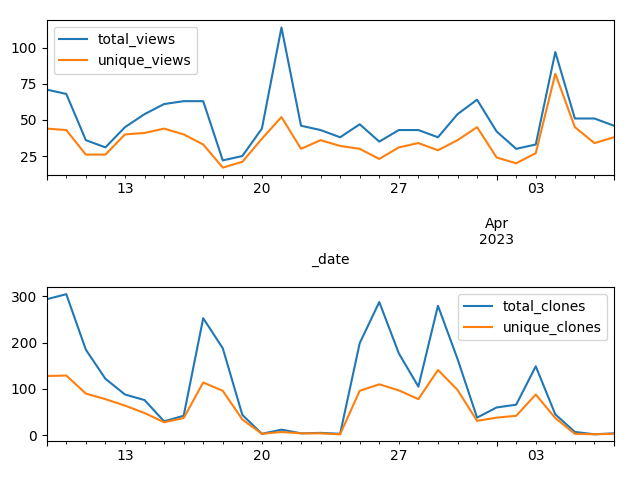 total_views
unique_views
100
75
50
25
13 20 27 03
Apr
2023
_date
total_clones
unique_clones
300
200
100
0
13 20 27 03